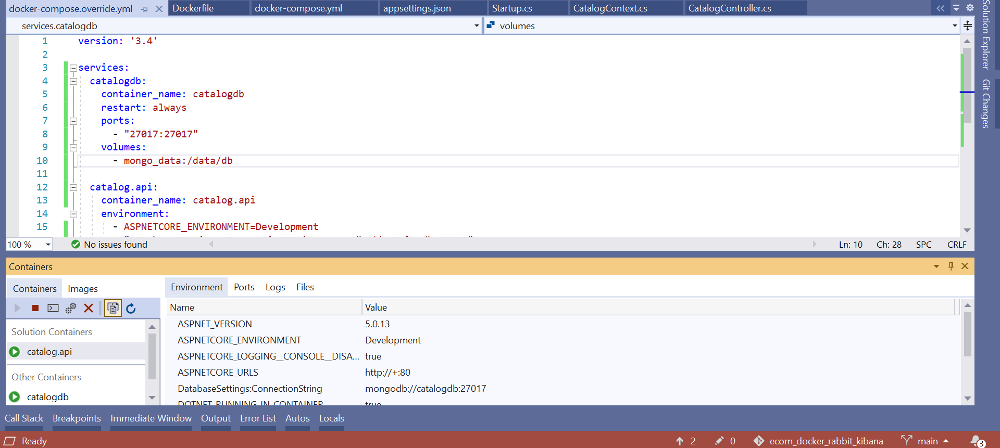 docker-compose.override.yml Dockerfile docker-compose.yml appsettings.json Startup.cs CatalogContext.cs CatalogController.cs
services.catalogdb volumes
1 version: '3.4'
2
3 services:
4 catalogdb:
5 container_name: catalogdb
6 restart: always
7 ports:
8 - "27017:27017"
9 volumes:
10 - mongo_data:/data/db
11
12 catalog.api:
13 container_name: catalog.api
14 environment:
15 - ASPNETCORE_ENVIRONMENT=Development
100 % No issues found Ln: 10 Ch: 28 SPC CRLF
Solution Explorer
Git Changes
Containers
Containers Images
Solution Containers
catalog.api
Other Containers
catalogdb
Environment Ports Logs Files
Name Value
ASPNET_VERSION 5.0.13
ASPNETCORE_ENVIRONMENT Development
ASPNETCORE_LOGGING__CONSOLE__DISA... true
ASPNETCORE_URLS http://+:80
DatabaseSettings:ConnectionString mongodb://catalogdb:27017
DOTNET_RUNNING_IN_CONTAINER true
Call Stack Breakpoints Immediate Window Output Error List Autos Locals
Ready 2 0 ecom_docker_rabbit_kibana main 3